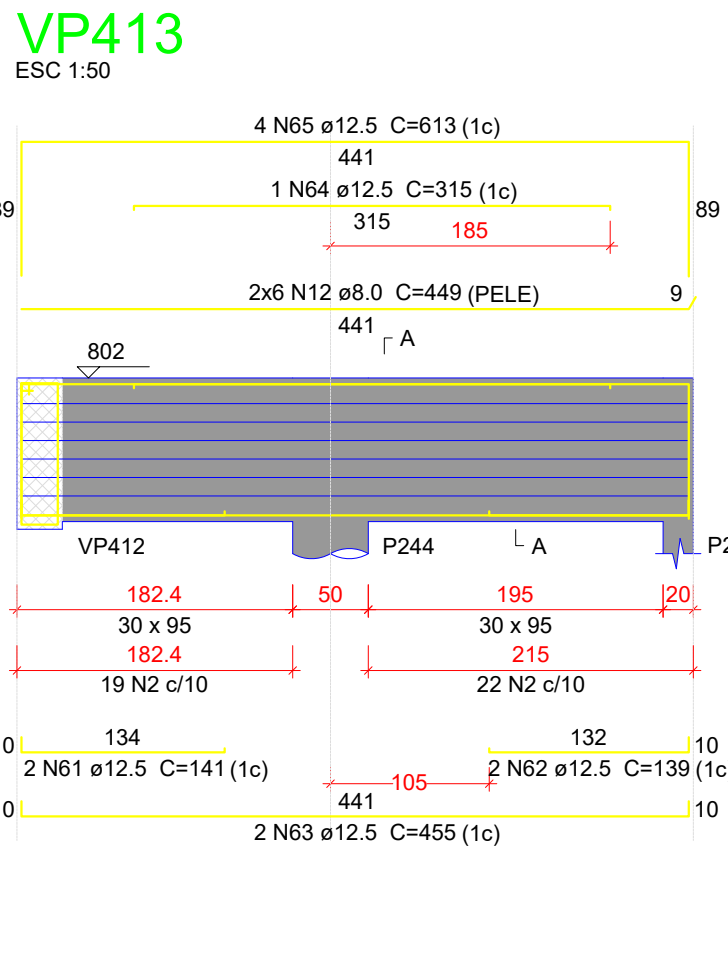 VP413
ESC 1:50
4 N65 ø12.5 C=613 (1c)
441
1 N64 ø12.5 C=315 (1c)
89
315
185
2x6 N12 ø8.0 C=449 (PELE)
9
441
A
802
VP412
P244
A
182.4
50
195
20
30 x 95
30 x 95
182.4
215
19 N2 c/10
22 N2 c/10
134
132
0
10
2 N61 ø12.5 C=141 (1c)
2 N62 ø12.5 C=139 (1c
105
441
0
10
2 N63 ø12.5 C=455 (1c)